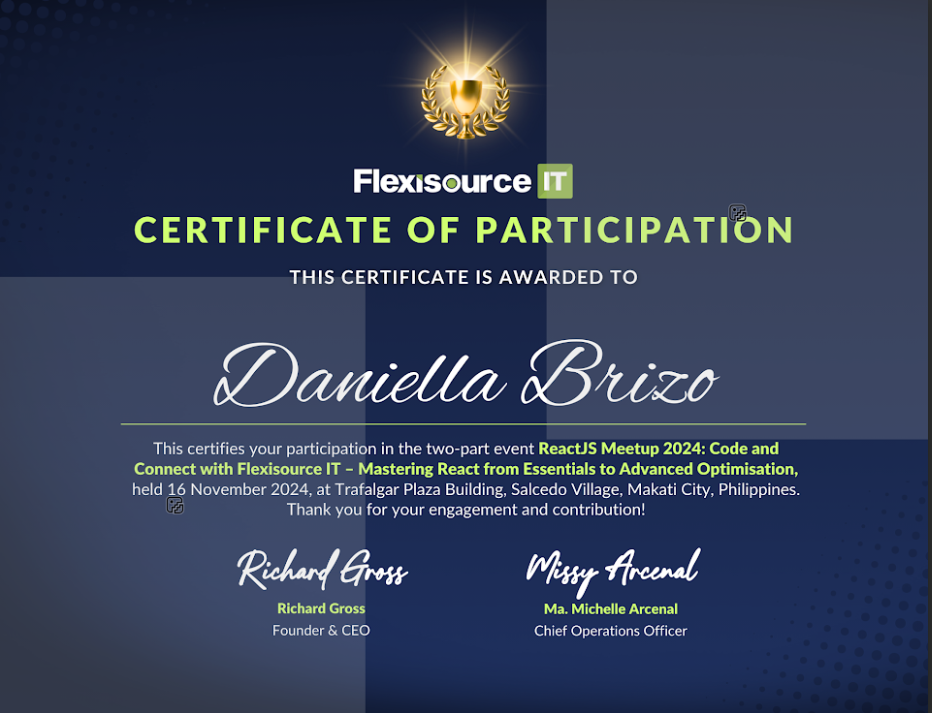 Flexisource IT
CERTIFICATE OF PARTICIPATION
THIS CERTIFICATE IS AWARDED TO
Daniella Brizo
This certifies your participation in the two-part event ReactJS Meetup 2024: Code and
Connect with Flexisource IT – Mastering React from Essentials to Advanced Optimisation,
held 16 November 2024, at Trafalgar Plaza Building, Salcedo Village, Makati City, Philippines.
Thank you for your engagement and contribution!
Richard Gross Missy Arcenal
Richard Gross Ma. Michelle Arcenal
Founder & CEO Chief Operations Officer